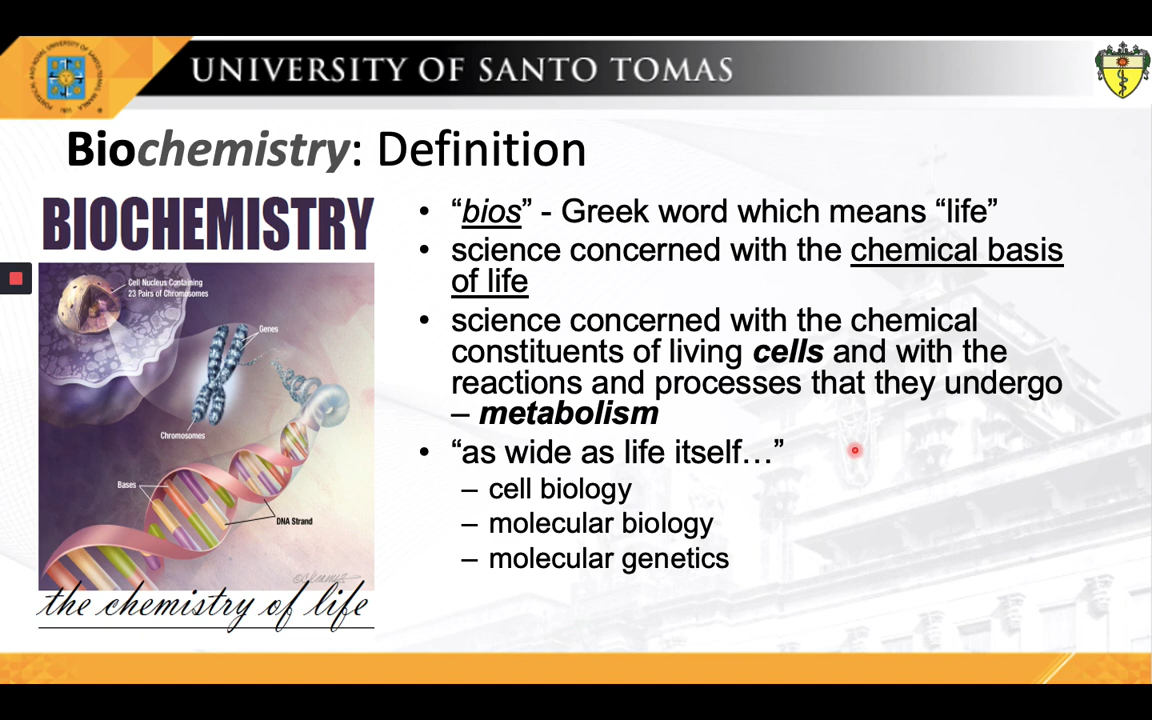 UNIVERSITY OF SANTO TOMAS
Biochemistry: Definition
BIOCHEMISTRY
Cell Nucleus Containing
23 Pairs of Chromosomes
Genes
Chromosomes
Bases
DNA Strand
the chemistry of life
• “bios” - Greek word which means “life”
• science concerned with the chemical basis
of life
• science concerned with the chemical
constituents of living cells and with the
reactions and processes that they undergo
– metabolism
• “as wide as life itself…”
– cell biology
– molecular biology
– molecular genetics